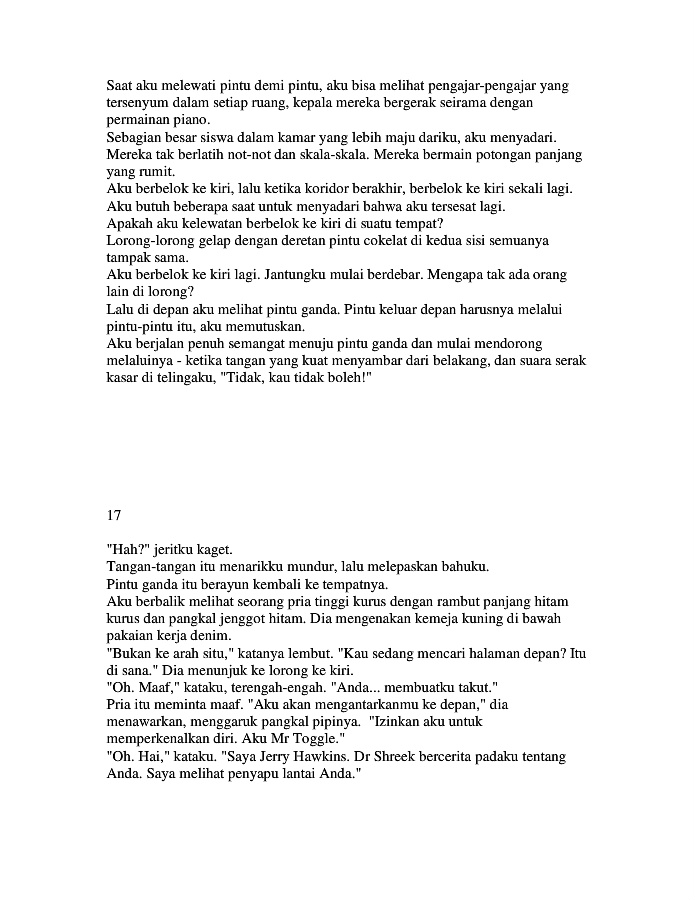 Saat aku melewati pintu demi pintu, aku bisa melihat pengajar-pengajar yang
tersenyum dalam setiap ruang, kepala mereka bergerak seirama dengan
permainan piano.
Sebagian besar siswa dalam kamar yang lebih maju dariku, aku menyadari.
Mereka tak berlatih not-not dan skala-skala. Mereka bermain potongan panjang
yang rumit.
Aku berbelok ke kiri, lalu ketika koridor berakhir, berbelok ke kiri sekali lagi.
Aku butuh beberapa saat untuk menyadari bahwa aku tersesat lagi.
Apakah aku kelewatan berbelok ke kiri di suatu tempat?
Lorong-lorong gelap dengan deretan pintu cokelat di kedua sisi semuanya
tampak sama.
Aku berbelok ke kiri lagi. Jantungku mulai berdebar. Mengapa tak ada orang
lain di lorong?
Lalu di depan aku melihat pintu ganda. Pintu keluar depan harusnya melalui
pintu-pintu itu, aku memutuskan.
Aku berjalan penuh semangat menuju pintu ganda dan mulai mendorong
melaluinya - ketika tangan yang kuat menyambar dari belakang, dan suara serak
kasar di telingaku, "Tidak, kau tidak boleh!"
17
"Hah?" jeritku kaget.
Tangan-tangan itu menarikku mundur, lalu melepaskan bahuku.
Pintu ganda itu berayun kembali ke tempatnya.
Aku berbalik melihat seorang pria tinggi kurus dengan rambut panjang hitam
kurus dan pangkal jenggot hitam. Dia mengenakan kemeja kuning di bawah
pakaian kerja denim.
"Bukan ke arah situ," katanya lembut. "Kau sedang mencari halaman depan? Itu
di sana." Dia menunjuk ke lorong ke kiri.
"Oh. Maaf," kataku, terengah-engah. "Anda... membuatku takut."
Pria itu meminta maaf. "Aku akan mengantarkanmu ke depan," dia
menawarkan, menggaruk pangkal pipinya.  "Izinkan aku untuk
memperkenalkan diri. Aku Mr Toggle."
"Oh. Hai," kataku. "Saya Jerry Hawkins. Dr Shreek bercerita padaku tentang
Anda. Saya melihat penyapu lantai Anda."